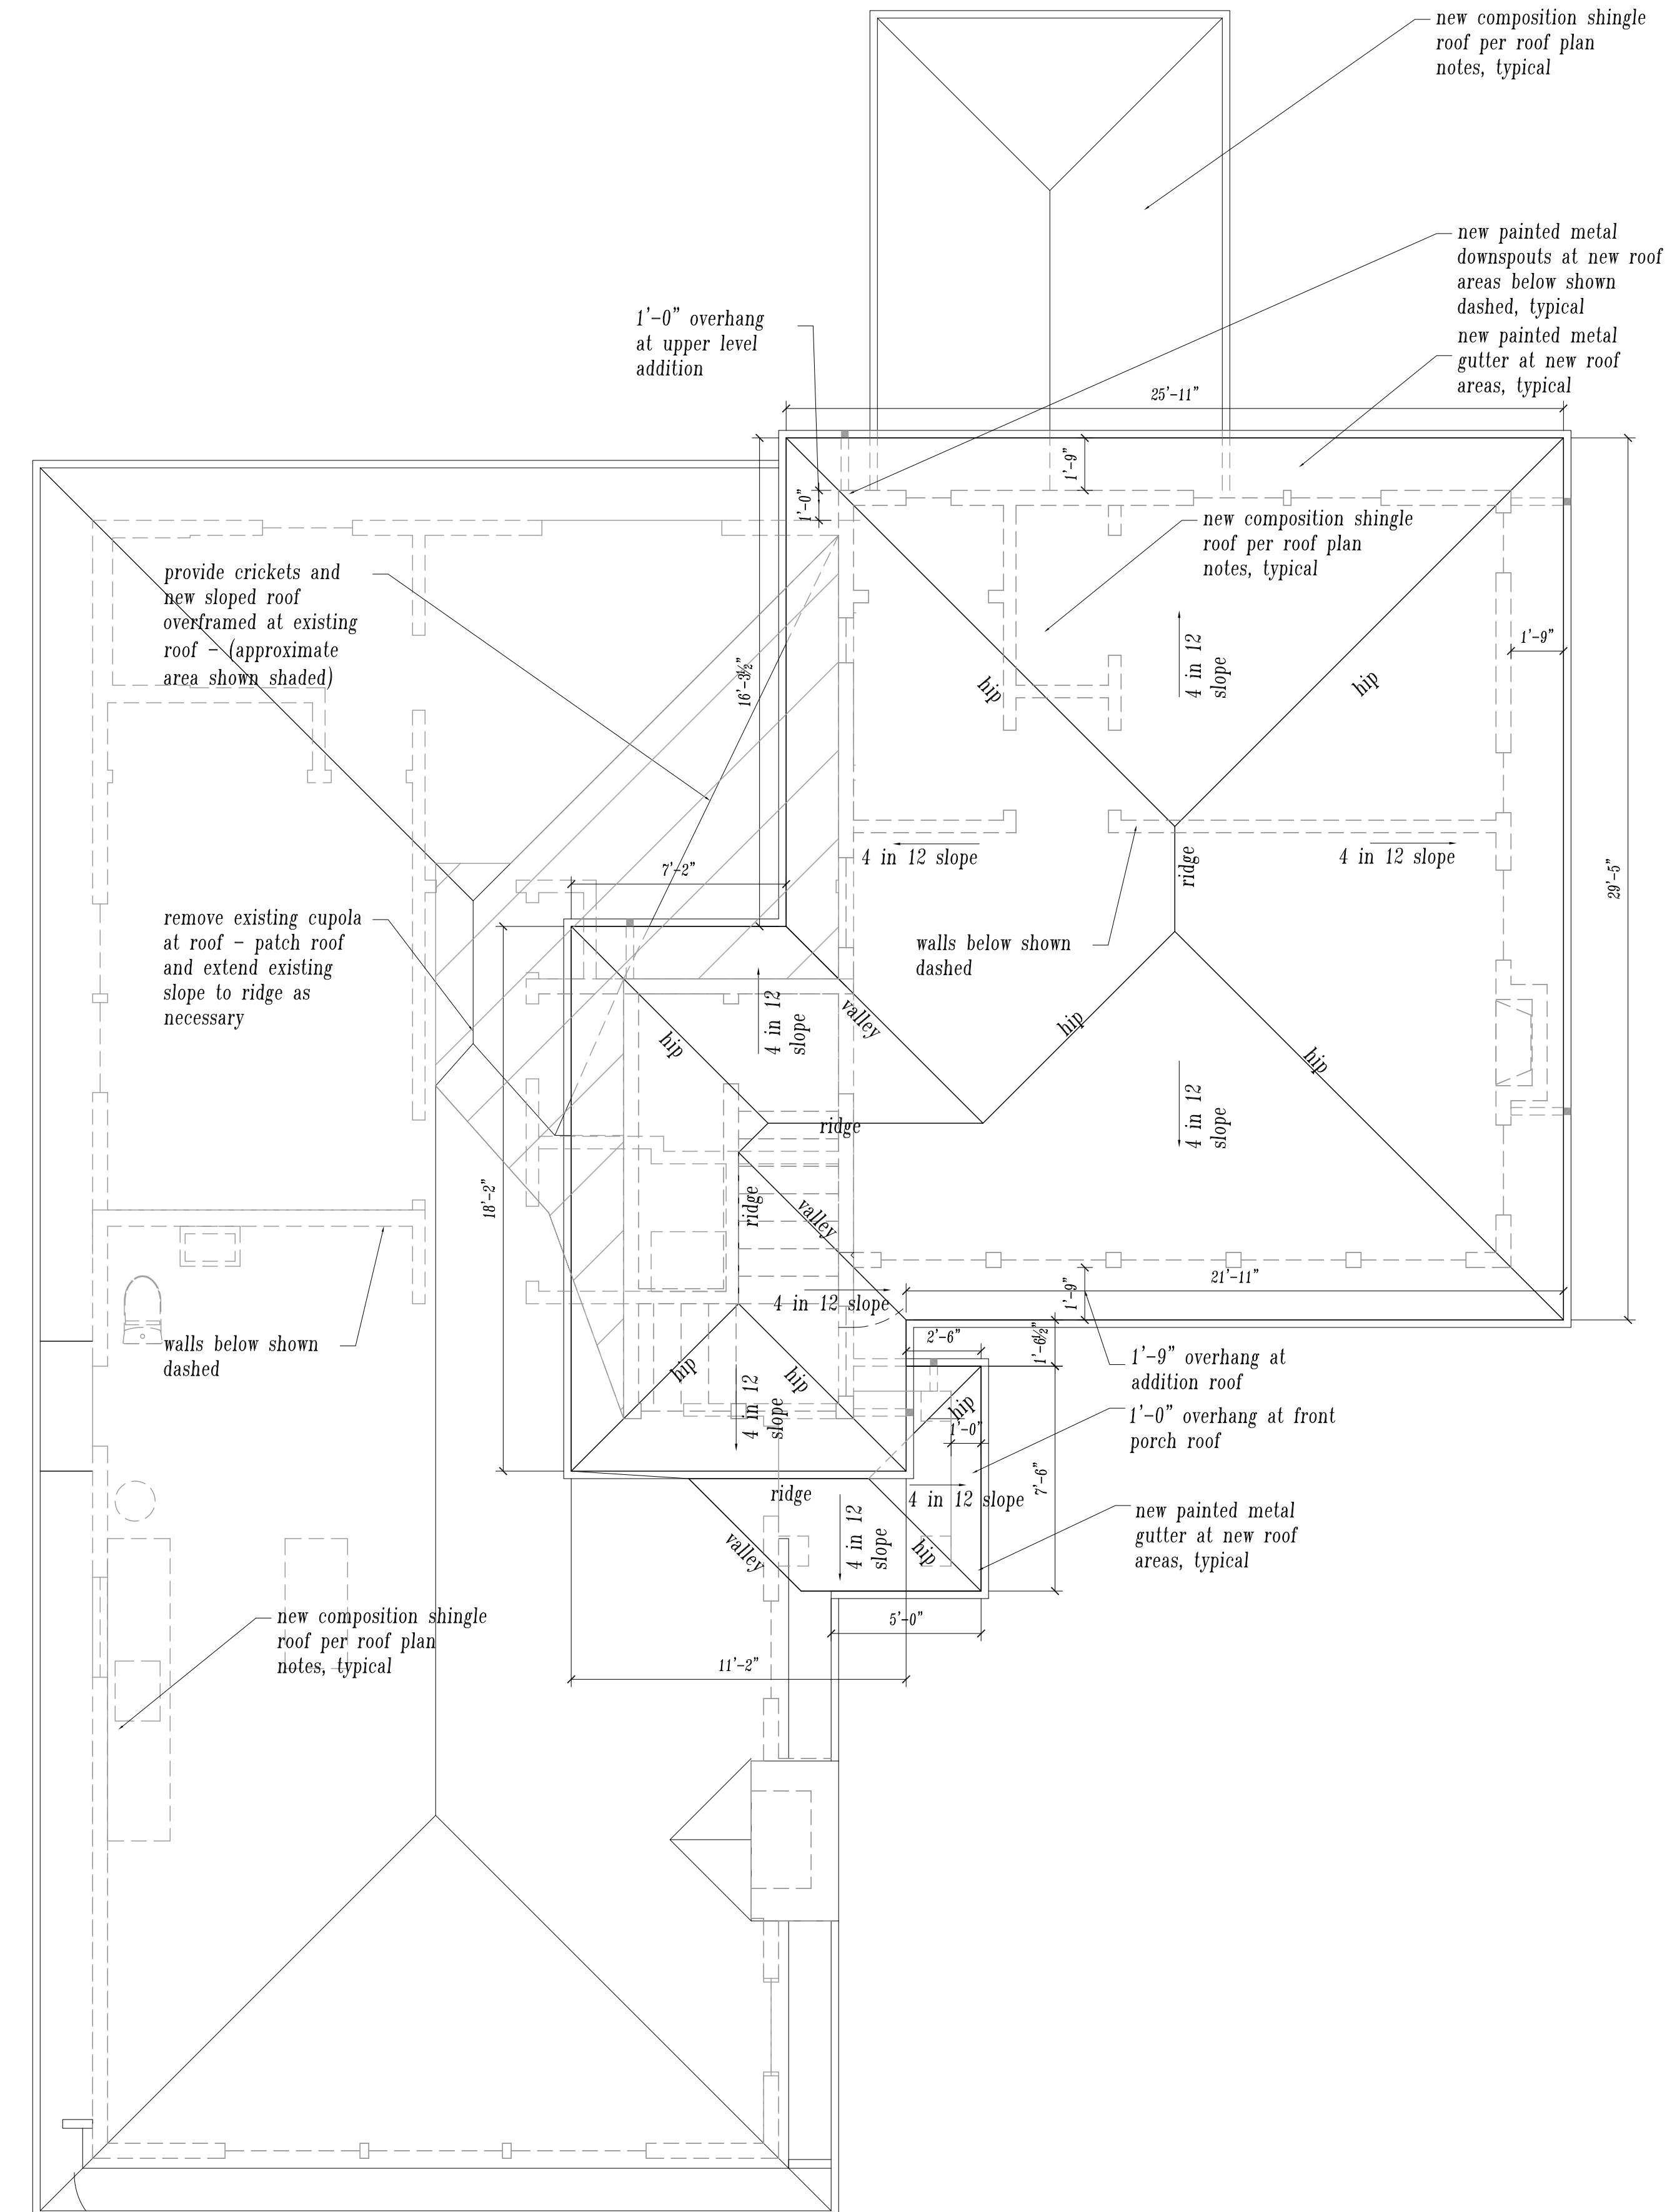 new composition shingle
roof per roof plan
notes, typical
new painted metal
downspouts at new roof
areas below shown
dashed, typical
1'-0" overhang
at upper level
addition
new painted metal
gutter at new roof
areas, typical
25'-11"
1'-9"
1'-0"
new composition shingle
roof per roof plan
notes, typical
provide crickets and
new sloped roof
overframed at existing
roof - (approximate
area shown shaded)
16'-3½"
4 in 12
slope
1'-9"
hip
hip
7'-2"
4 in 12 slope
ridge
4 in 12 slope
29'-5"
remove existing cupola
at roof - patch roof
and extend existing
slope to ridge as
necessary
walls below shown
dashed
4 in 12
slope
valley
hip
hip
hip
4 in 12
slope
ridge
18'-2"
ridge
valley
21'-11"
1'-9"
4 in 12 slope
walls below shown
dashed
2'-6"
1'-6½"
1'-9" overhang at
addition roof
hip
hip
4 in 12
slope
hip
1'-0"
1'-0" overhang at front
porch roof
ridge
4 in 12 slope
7'-6"
4 in 12
slope
valley
hip
new painted metal
gutter at new roof
areas, typical
5'-0"
new composition shingle
roof per roof plan
notes, typical
11'-2"